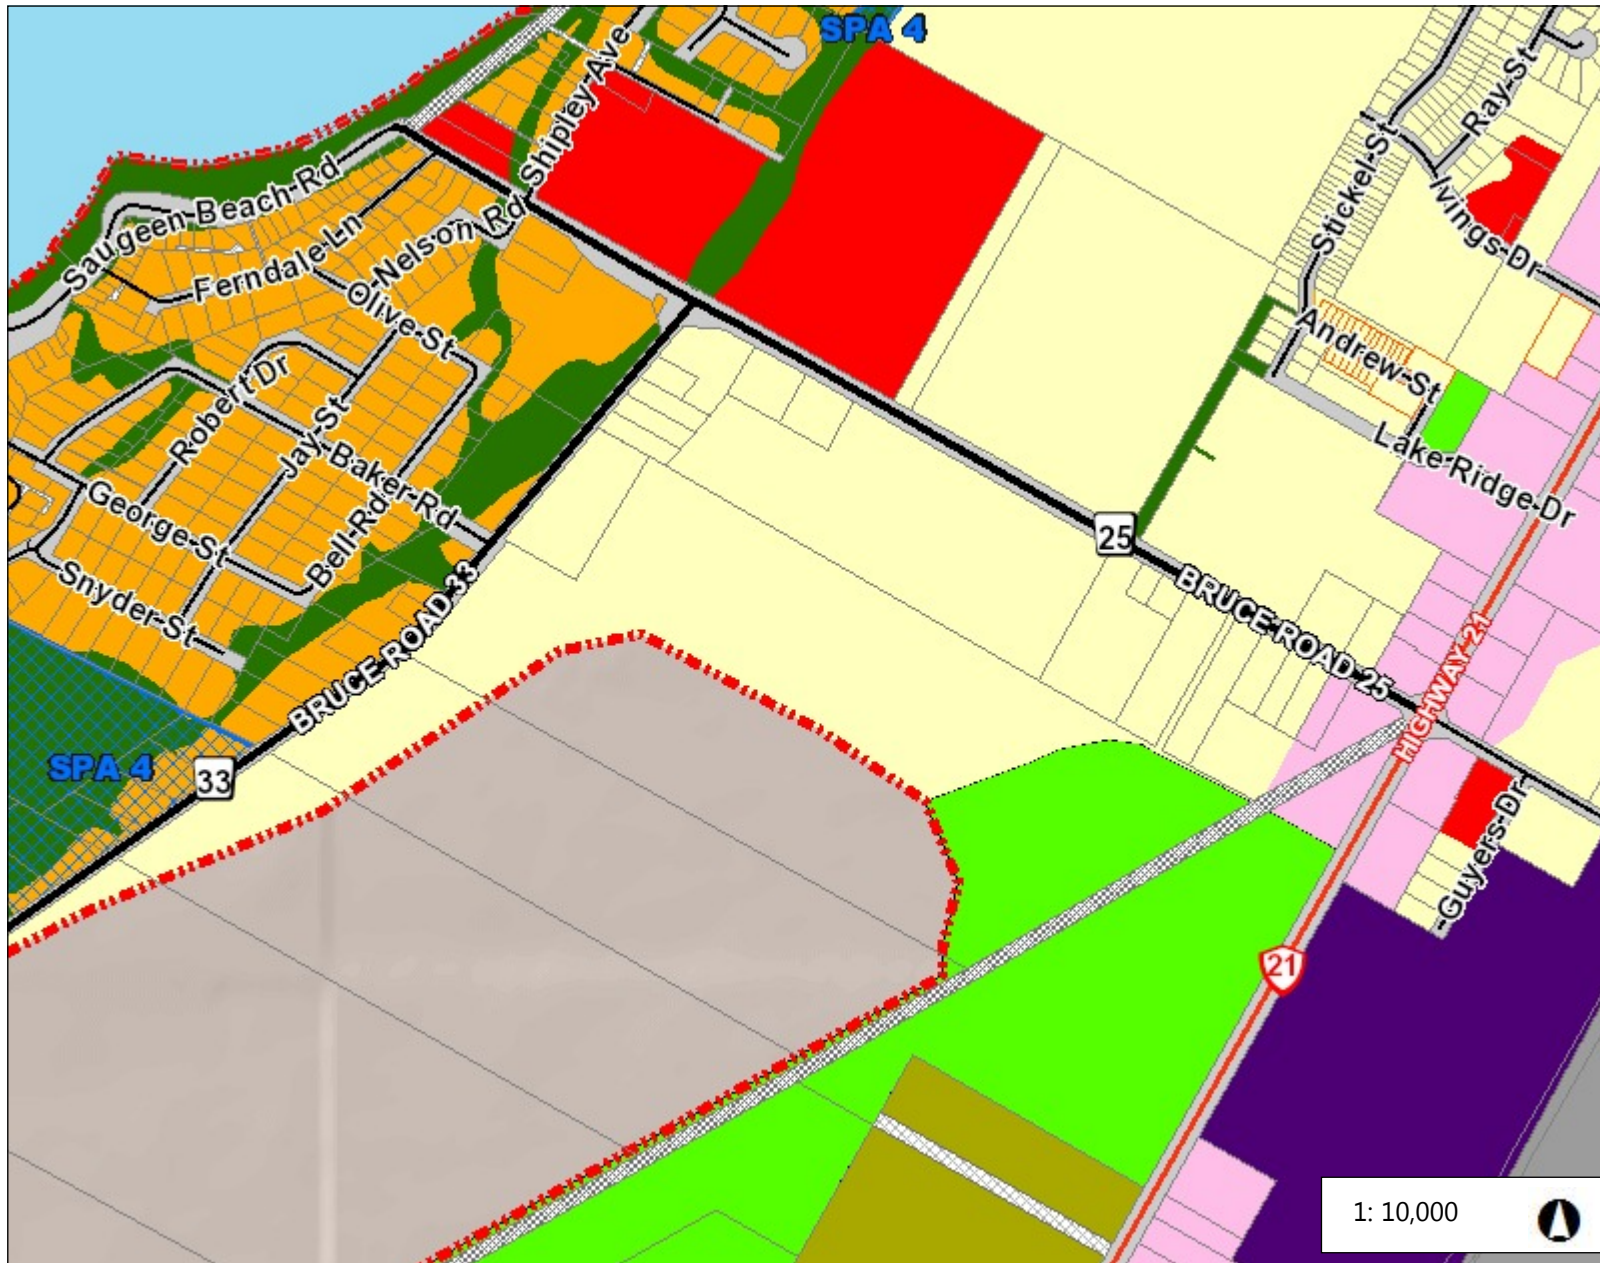 SPA 4
Shipley Ave
Ray-St
Stickel-St
Ivings-Dr
Saugeen Beach-Rd
Nelson Rd
Ferndale-Ln
Olive-St
Andrew-St
Robert Dr
Jay-St
Baker-Rd
Lake-Ridge-Dr
George-St
Bell-Rd
25
BRUCE-ROAD-25
Snyder-St
BRUCE-ROAD-33
HIGHWAY-21
SPA 4
33
Guyers-Dr
21
1: 10,000